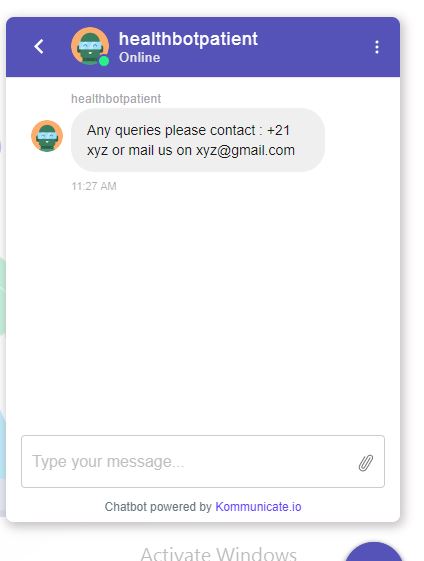 healthbotpatient
Online
healthbotpatient
Any queries please contact : +21
xyz or mail us on xyz@gmail.com
11:27 AM
Type your message...
Chatbot powered by Kommunicate.io
Activate Windows